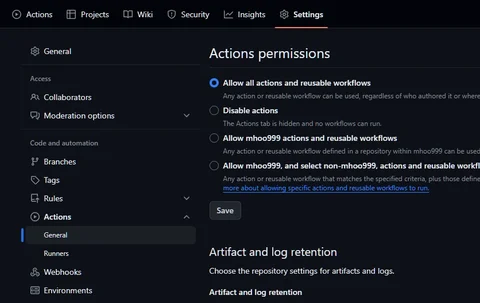 Actions
Projects
Wiki
Security
Insights
Settings
General
Access
Collaborators
Moderation options
Code and automation
Branches
Tags
Rules
Actions
General
Runners
Webhooks
Environments
Actions permissions
Allow all actions and reusable workflows
Any action or reusable workflow can be used, regardless of who authored it or where
Disable actions
The Actions tab is hidden and no workflows can run.
Allow mhoo999 actions and reusable workflows
Any action or reusable workflow defined in a repository within mhoo999 can be used
Allow mhoo999, and select non-mhoo999, actions and reusable
Any action or reusable workflow that matches the specified criteria, plus those
more about allowing specific actions and reusable workflows to run.
Save
Artifact and log retention
Choose the repository settings for artifacts and logs.
Artifact and log retention